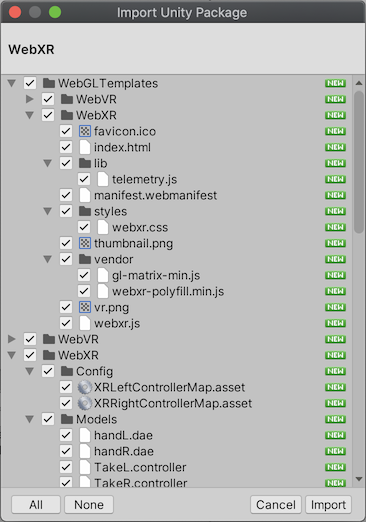 Import Unity Package
WebXR
WebGLTemplates NEW
WebVR NEW
WebXR NEW
favicon.ico NEW
index.html NEW
lib NEW
telemetry.js NEW
manifest.webmanifest NEW
styles NEW
webxr.css NEW
thumbnail.png NEW
vendor NEW
gl-matrix-min.js NEW
webxr-polyfill.min.js NEW
vr.png NEW
webxr.js NEW
WebVR NEW
WebXR NEW
Config NEW
XRLeftControllerMap.asset NEW
XRRightControllerMap.asset NEW
Models NEW
handL.dae NEW
handR.dae NEW
TakeL.controller NEW
TakeR.controller NEW
All None Cancel Import